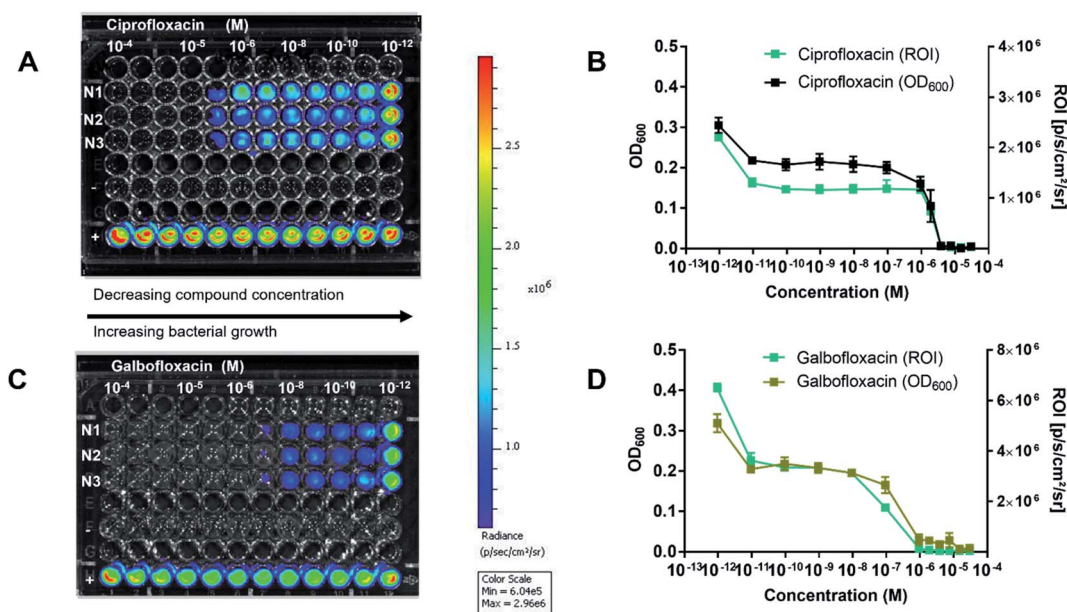 A
Ciprofloxacin (M)
10-4 10-5 10-6 10-8 10-10 10-12
N1
N2
N3
-
+
Decreasing compound concentration
Increasing bacterial growth
C
Galbofloxacin (M)
10-4 10-5 10-6 10-8 10-10 10-12
N1
N2
N3
-
+
2.5
2.0
x10⁶
1.5
1.0
Radiance
(p/sec/cm²/sr)
Color Scale
Min = 6.04e5
Max = 2.96e6
B
Ciprofloxacin (ROI)
Ciprofloxacin (OD600)
OD600
0.5
0.4
0.3
0.2
0.1
0.0
4×10⁶
3×10⁶
2×10⁶
1×10⁶
ROI [p/s/cm²/sr]
10-13 10-12 10-11 10-10 10-9 10-8 10-7 10-6 10-5 10-4
Concentration (M)
D
Galbofloxacin (ROI)
Galbofloxacin (OD600)
OD600
0.5
0.4
0.3
0.2
0.1
0.0
8×10⁶
6×10⁶
4×10⁶
2×10⁶
ROI [p/s/cm²/sr]
10-13 10-12 10-11 10-10 10-9 10-8 10-7 10-6 10-5 10-4
Concentration (M)